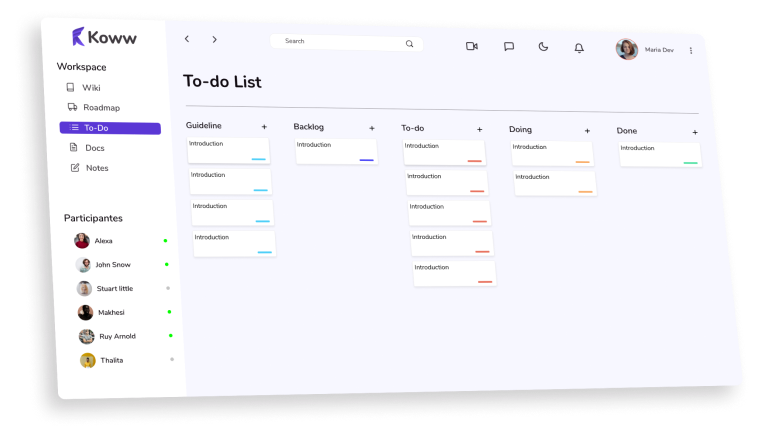 Koww
Search
Maria Dev
Workspace
Wiki
Roadmap
To-Do
Docs
Notes
Participantes
Alexa
John Snow
Stuart little
Makhesi
Ruy Arnold
Thalita
To-do List
Guideline +
Introduction
Introduction
Introduction
Introduction
Backlog +
Introduction
To-do +
Introduction
Introduction
Introduction
Introduction
Introduction
Doing +
Introduction
Introduction
Done +
Introduction